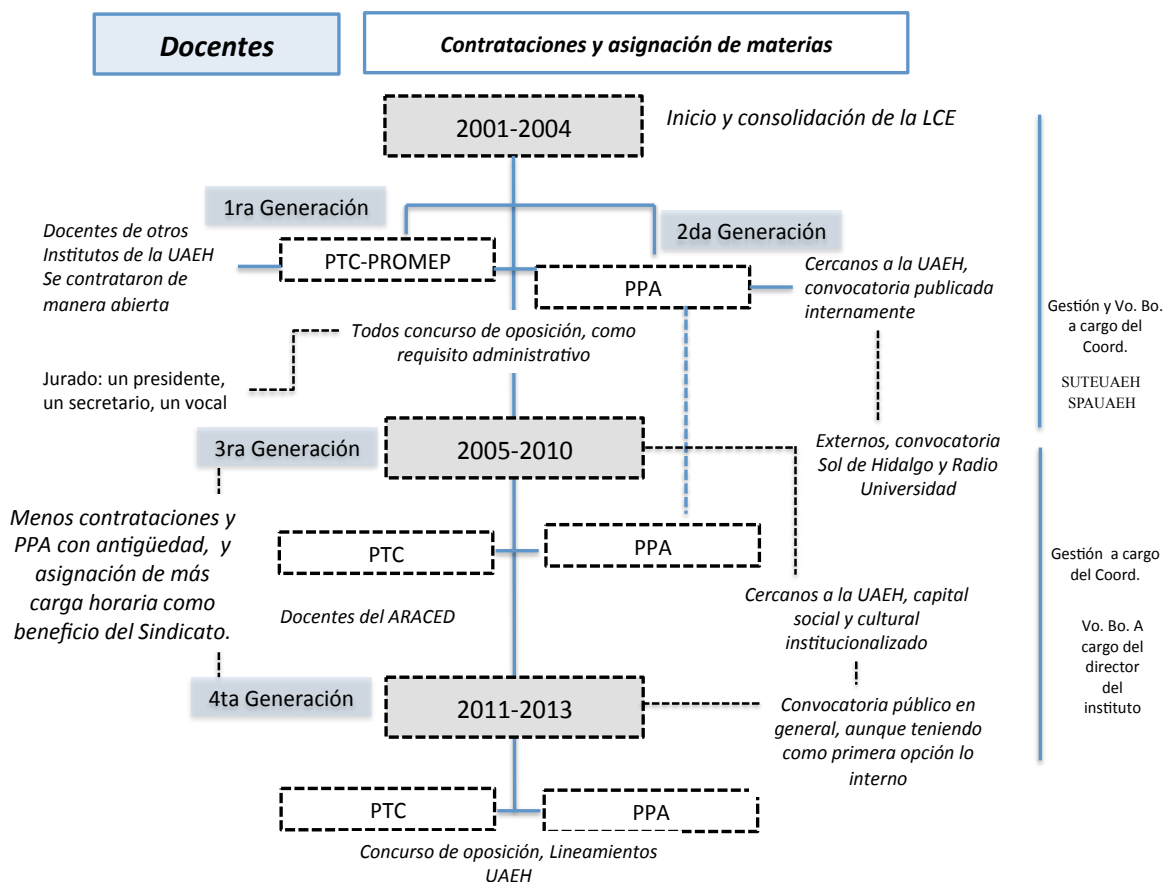 Docentes
Contrataciones y asignación de materias
2001-2004
Inicio y consolidación de la LCE
1ra Generación
2da Generación
Docentes de otros
Institutos de la UAEH
Se contrataron de
manera abierta
PTC-PROMEP
PPA
Cercanos a la UAEH,
convocatoria publicada
internamente
Gestión y Vo. Bo.
a cargo del
Coord.
SUTEUAEH
SPAUAEH
Todos concurso de oposición, como
requisito administrativo
Jurado: un presidente,
un secretario, un vocal
3ra Generación
2005-2010
Externos, convocatoria
Sol de Hidalgo y Radio
Universidad
Menos contrataciones y
PPA con antigüedad, y
asignación de más
carga horaria como
beneficio del Sindicato.
PTC
PPA
Gestión a cargo
del Coord.
Docentes del ARACED
Cercanos a la UAEH, capital
social y cultural
institucionalizado
Vo. Bo. A
cargo del
director
del
instituto
4ta Generación
2011-2013
Convocatoria público en
general, aunque teniendo
como primera opción lo
interno
PTC
PPA
Concurso de oposición, Lineamientos
UAEH